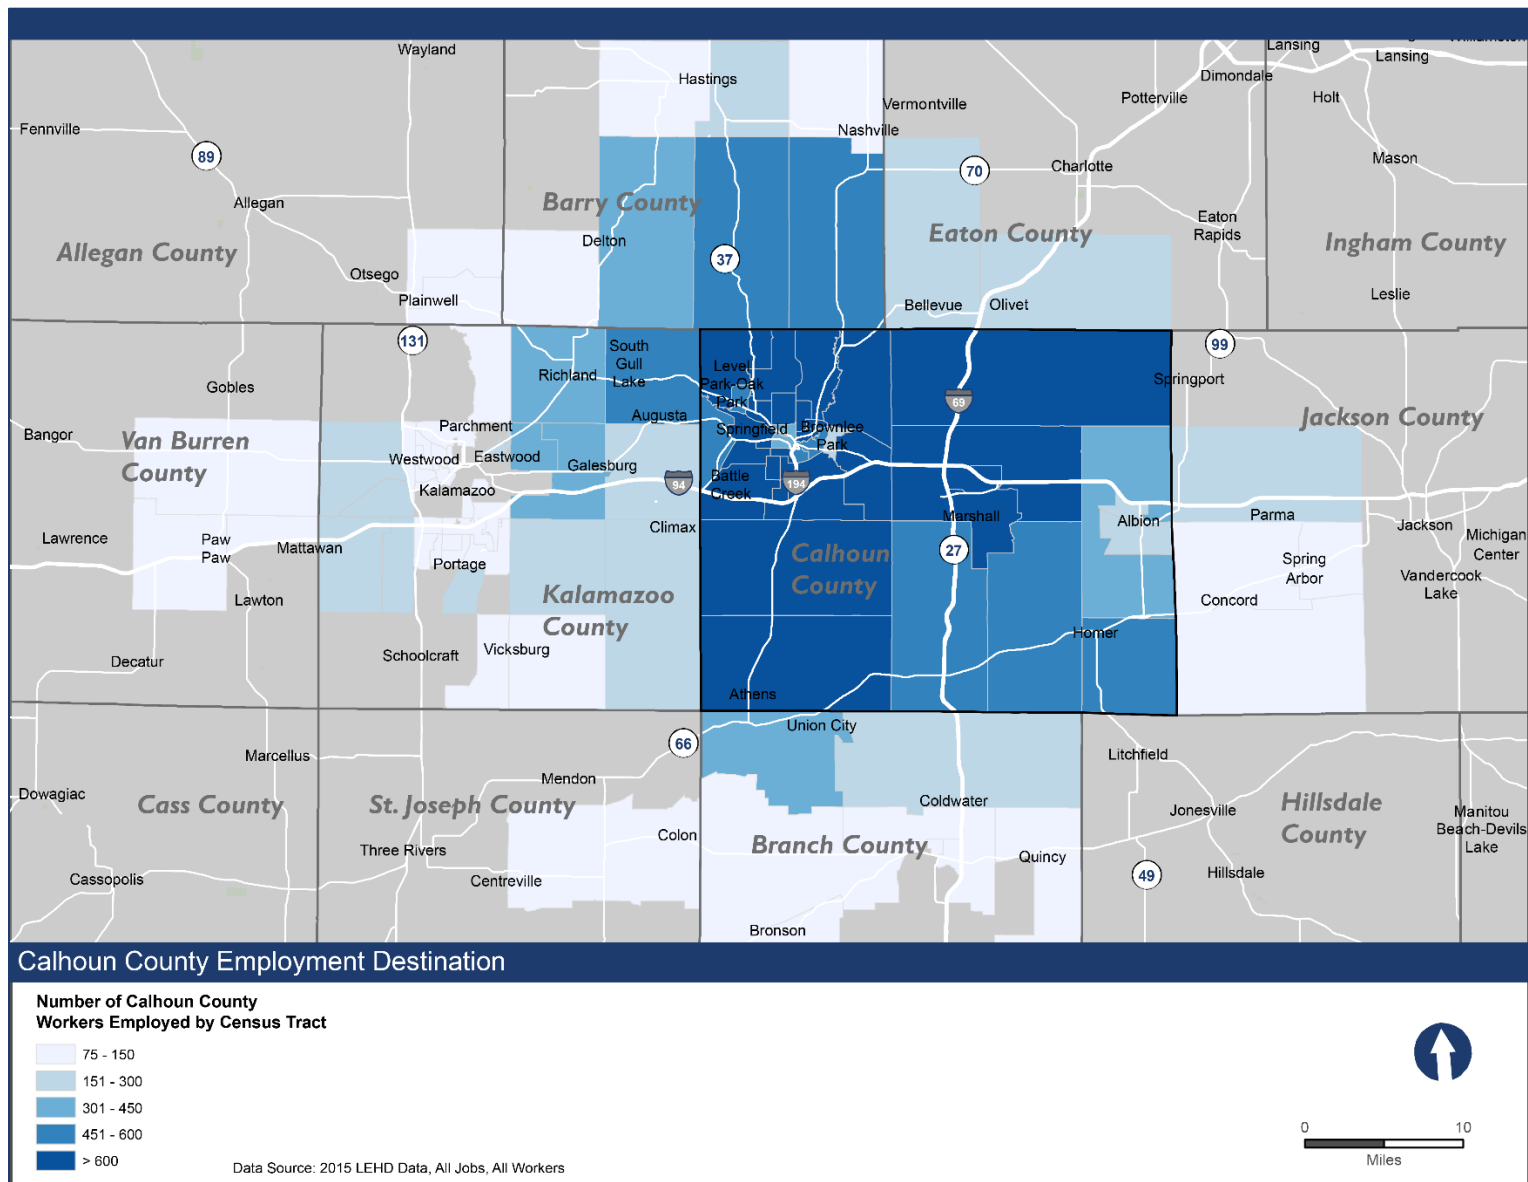 Wayland
Lansing
Lansing
Hastings
Dimondale
Potterville
Holt
Vermontville
Fennville
Nashville
89
Charlotte
70
Mason
Allegan
Barry County
Eaton
Rapids
Allegan County
Delton
Eaton County
Ingham County
37
Otsego
Plainwell
Bellevue
Olivet
Leslie
131
99
South
Gull
Lake
Richland
Level
Park-Oak
Park
Springport
Gobles
69
Augusta
Jackson County
Bangor
Van Burren
County
Parchment
Springfield
Brownlee
Park
Westwood
Eastwood
Galesburg
Kalamazoo
94
Battle
Creek
194
Climax
Marshall
Albion
Parma
Jackson
Michigan
Center
Lawrence
Paw
Paw
Mattawan
Calhoun
County
27
Portage
Spring
Arbor
Vandercook
Lake
Lawton
Kalamazoo
County
Concord
Homer
Decatur
Schoolcraft
Vicksburg
Athens
Union City
66
Marcellus
Litchfield
Mendon
Dowagiac
Cass County
St. Joseph County
Coldwater
Jonesville
Hillsdale
County
Manitou
Beach-Devils
Lake
Colon
Branch County
Three Rivers
Quincy
Cassopolis
Centreville
49
Hillsdale
Bronson
Calhoun County Employment Destination
Number of Calhoun County
Workers Employed by Census Tract
75 - 150
151 - 300
301 - 450
451 - 600
> 600
Data Source: 2015 LEHD Data, All Jobs, All Workers
0 10
Miles